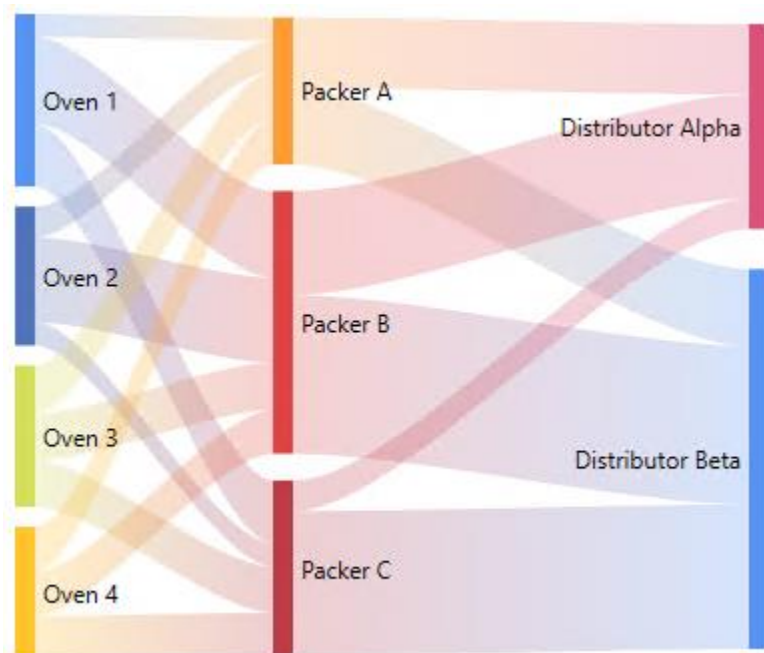 Oven 1
Oven 2
Oven 3
Oven 4
Packer A
Packer B
Packer C
Distributor Alpha
Distributor Beta